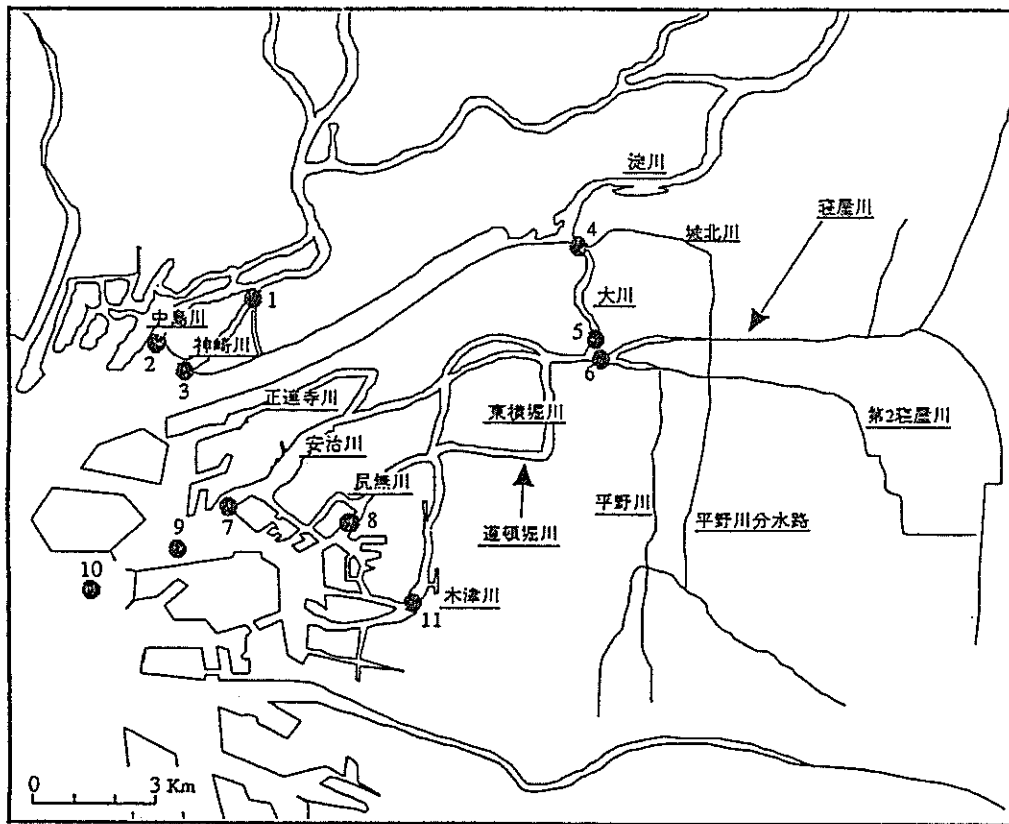 淀川
寝屋川
4
城北川
1
大川
中島川
5
2
神崎川
3
6
正連寺川
東横堀川
第2寝屋川
安治川
尻無川
平野川
7
8
道頓堀川
平野川分水路
9
10
木津川
11
0 3 Km